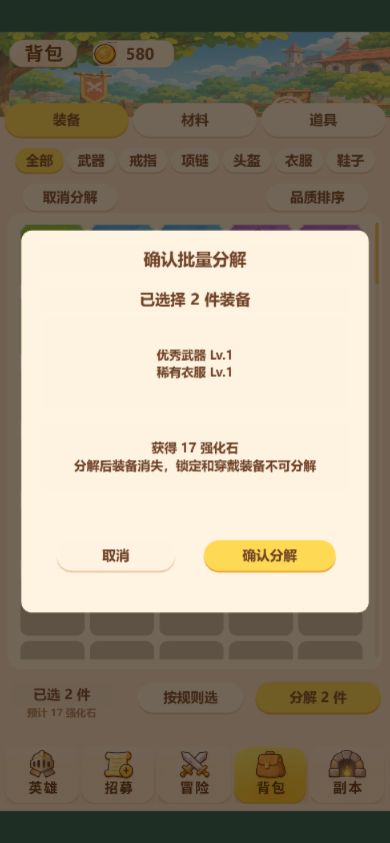 背包
580
装备
材料
道具
全部
武器
戒指
项链
头盔
衣服
鞋子
取消分解
品质排序
确认批量分解
已选择 2 件装备
优秀武器 Lv.1
稀有衣服 Lv.1
获得 17 强化石
分解后装备消失，锁定和穿戴装备不可分解
取消
确认分解
已选 2 件
预计 17 强化石
按规则选
分解 2 件
英雄
招募
冒险
背包
副本